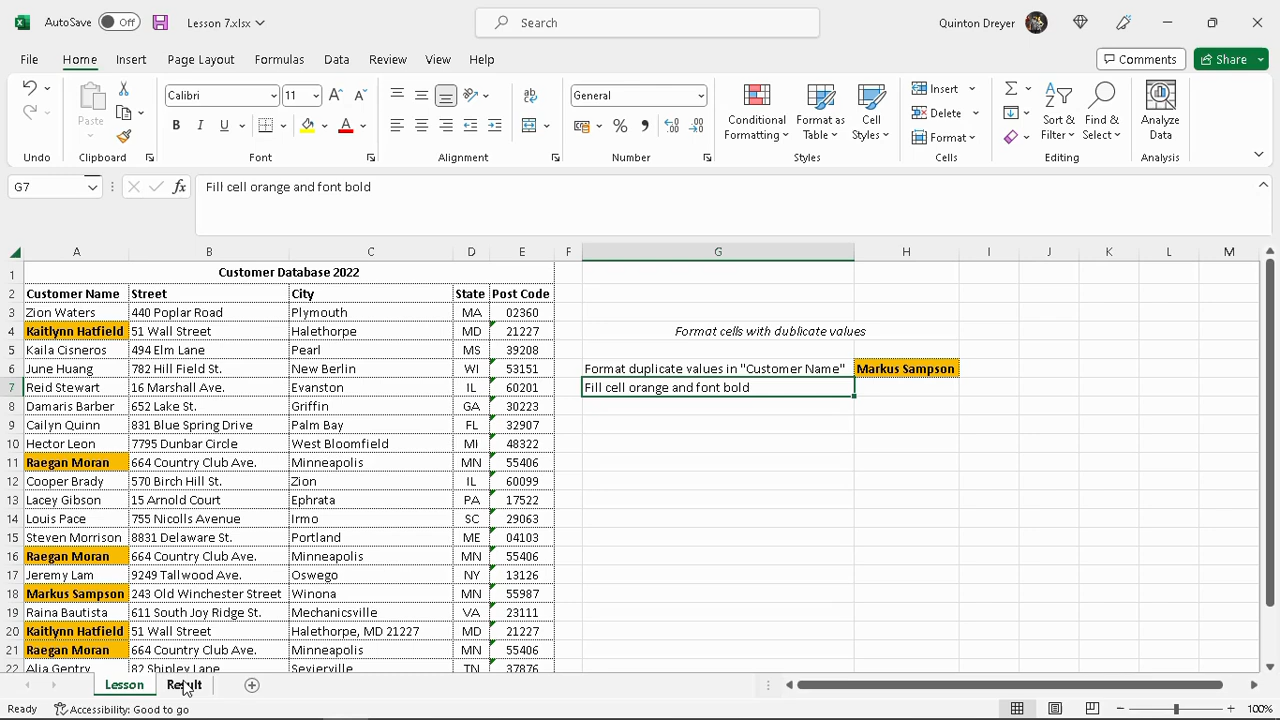 AutoSave Off Lesson 7.xlsx Search Quinton Dreyer
File Home Insert Page Layout Formulas Data Review View Help Comments Share
Calibri 11 General Insert
Paste B I U A Conditional Formatting Format as Table Cell Styles Delete Format Sort & Filter Find & Select Analyze Data
Undo Clipboard Font Alignment Number Styles Cells Editing Analysis
G7 fx Fill cell orange and font bold
A B C D E F G H I J K L M
1 Customer Database 2022
2 Customer Name Street City State Post Code
3 Zion Waters 440 Poplar Road Plymouth MA 02360
4 Kaitlynn Hatfield 51 Wall Street Halethorpe MD 21227 Format cells with dublicate values
5 Kaila Cisneros 494 Elm Lane Pearl MS 39208
6 June Huang 782 Hill Field St. New Berlin WI 53151 Format duplicate values in "Customer Name" Markus Sampson
7 Reid Stewart 16 Marshall Ave. Evanston IL 60201 Fill cell orange and font bold
8 Damaris Barber 652 Lake St. Griffin GA 30223
9 Cailyn Quinn 831 Blue Spring Drive Palm Bay FL 32907
10 Hector Leon 7795 Dunbar Circle West Bloomfield MI 48322
11 Raegan Moran 664 Country Club Ave. Minneapolis MN 55406
12 Cooper Brady 570 Birch Hill St. Zion IL 60099
13 Lacey Gibson 15 Arnold Court Ephrata PA 17522
14 Louis Pace 755 Nicolls Avenue Irmo SC 29063
15 Steven Morrison 8831 Delaware St. Portland ME 04103
16 Raegan Moran 664 Country Club Ave. Minneapolis MN 55406
17 Jeremy Lam 9249 Tallwood Ave. Oswego NY 13126
18 Markus Sampson 243 Old Winchester Street Winona MN 55987
19 Raina Bautista 611 South Joy Ridge St. Mechanicsville VA 23111
20 Kaitlynn Hatfield 51 Wall Street Halethorpe, MD 21227 MD 21227
21 Raegan Moran 664 Country Club Ave. Minneapolis MN 55406
22 Alia Gentry 82 Shipley Lane Sevierville TN 37876
Lesson Result
Ready Accessibility: Good to go 100%